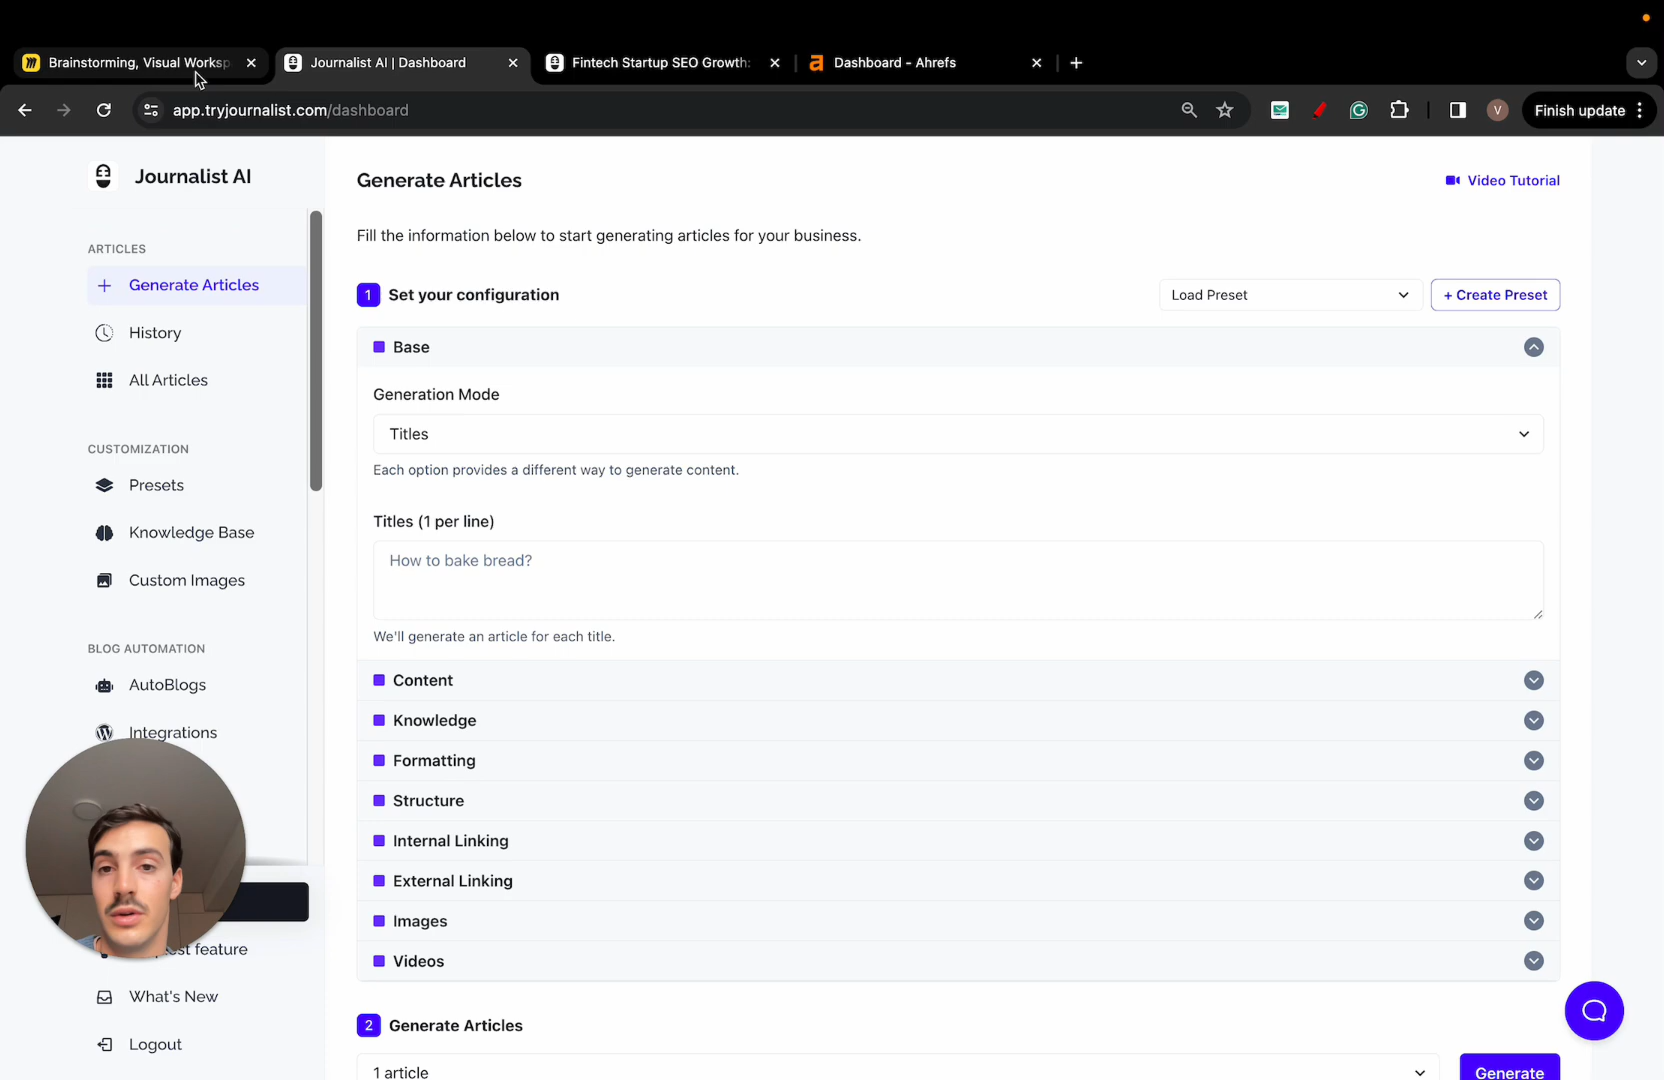 Brainstorming, Visual Worksp
Journalist AI | Dashboard
Fintech Startup SEO Growth:
Dashboard - Ahrefs
app.tryjournalist.com/dashboard
V
Finish update
Journalist AI
ARTICLES
Generate Articles
History
All Articles
CUSTOMIZATION
Presets
Knowledge Base
Custom Images
BLOG AUTOMATION
AutoBlogs
Integrations
st feature
What's New
Logout
Generate Articles
Video Tutorial
Fill the information below to start generating articles for your business.
1 Set your configuration
Load Preset
+ Create Preset
Base
Generation Mode
Titles
Each option provides a different way to generate content.
Titles (1 per line)
How to bake bread?
We'll generate an article for each title.
Content
Knowledge
Formatting
Structure
Internal Linking
External Linking
Images
Videos
2 Generate Articles
1 article
Generate